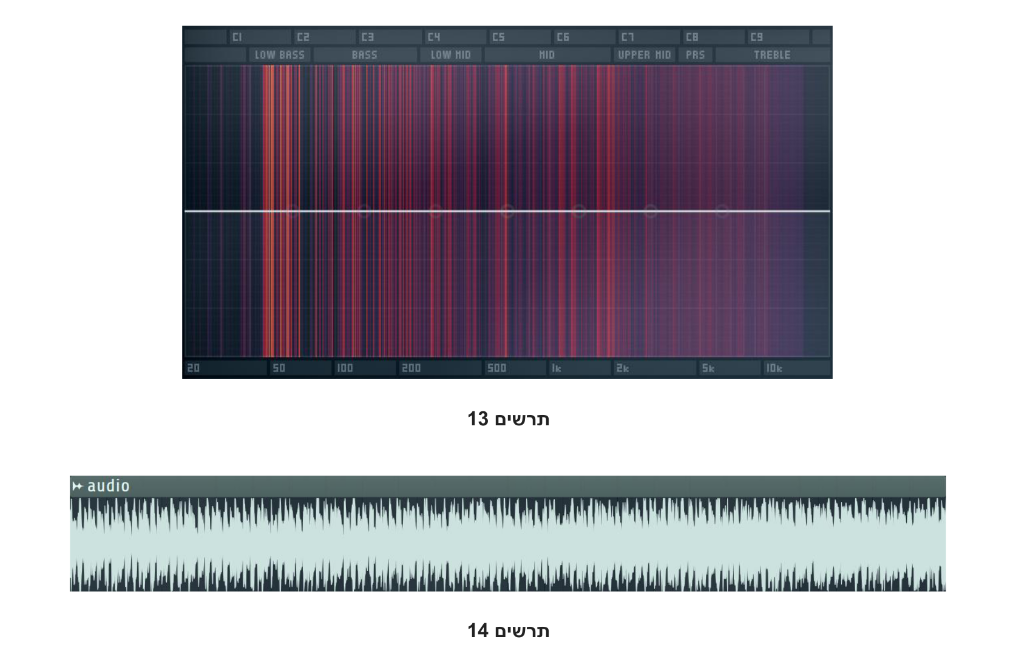 C1 C2 C3 C4 C5 C6 C7 C8 C9
LOW BASS BASS LOW MID MID UPPER MID PRS TREBLE
20 50 100 200 500 1k 2k 5k 10k
תרשים 13
audio
תרשים 14